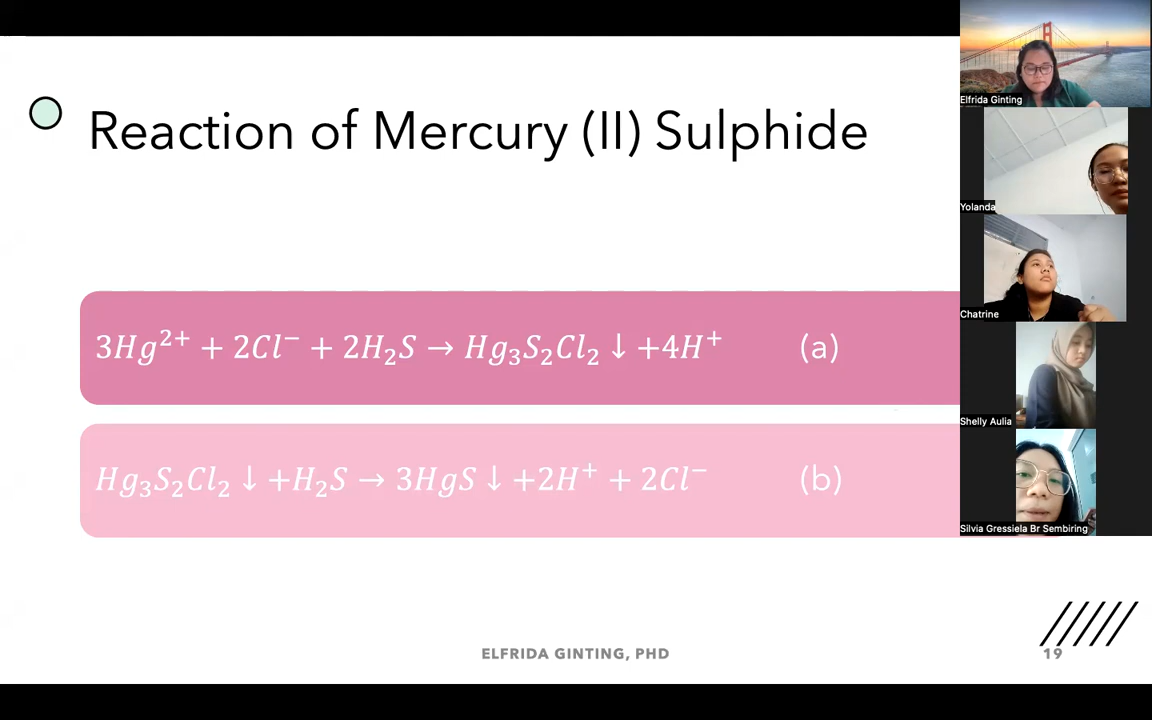 Reaction of Mercury (II) Sulphide
3Hg²⁺ + 2Cl⁻ + 2H₂S → Hg₃S₂Cl₂ ↓ +4H⁺ (a)
Hg₃S₂Cl₂ ↓ +H₂S → 3HgS ↓ +2H⁺ + 2Cl⁻ (b)
ELFRIDA GINTING, PHD
19
Elfrida Ginting
Yolanda
Chatrine
Shelly Aulia
Silvia Gressiela Br Sembiring